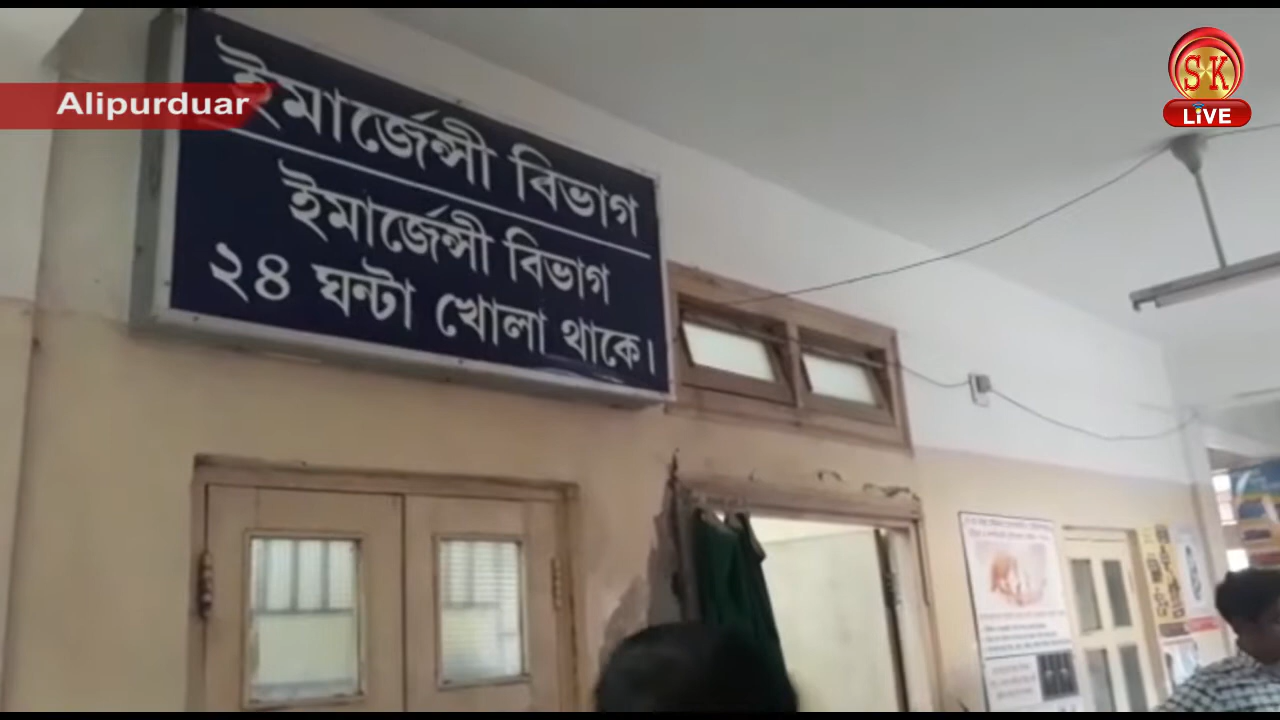 Alipurduar
SK
LiVE
ইমার্জেন্সী বিভাগ
ইমার্জেন্সী বিভাগ
২৪ ঘন্টা খোলা থাকে।